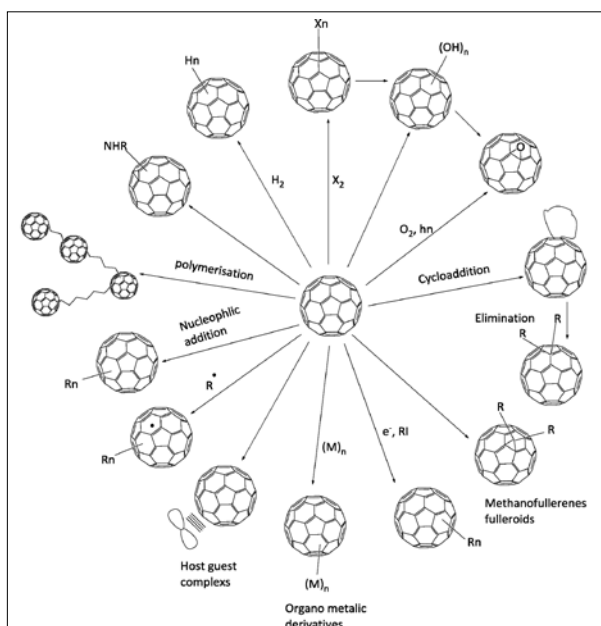 Xn
(OH)n
Hn
NHR
O
H2
X2
O2, hn
polymerisation
Cycloaddition
Nucleophlic
addition
Elimination
R
R
Rn
R•
R
R
Rn
(M)n
e-, RI
Methanofullerenes
fulleroids
Rn
Host guest
complexs
(M)n
Organo metalic
derivatives